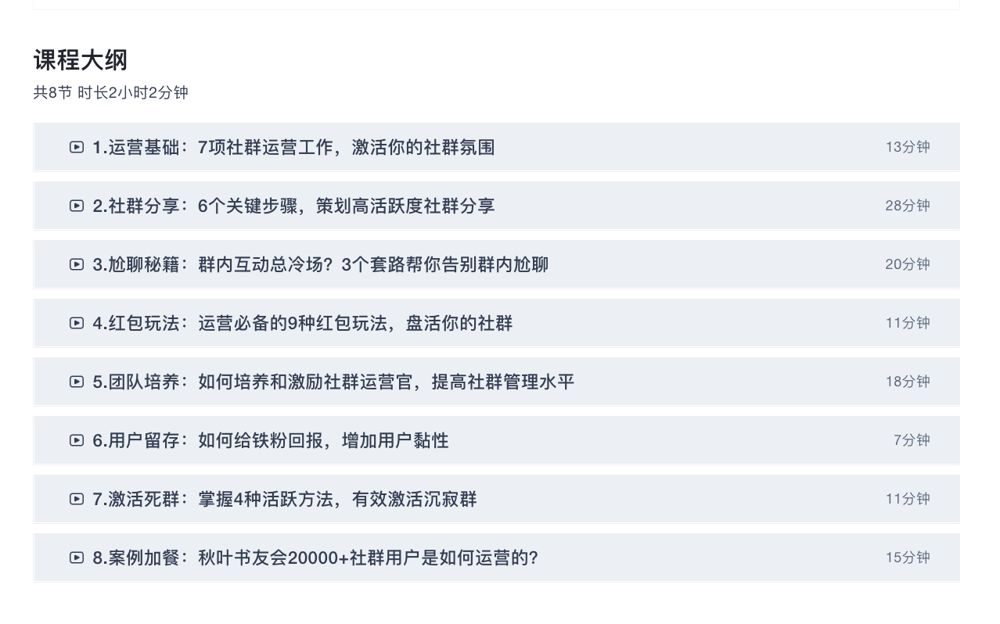 课程大纲
共8节 时长2小时2分钟
1.运营基础：7项社群运营工作，激活你的社群氛围 13分钟
2.社群分享：6个关键步骤，策划高活跃度社群分享 28分钟
3.尬聊秘籍：群内互动总冷场？3个套路帮你告别群内尬聊 20分钟
4.红包玩法：运营必备的9种红包玩法，盘活你的社群 11分钟
5.团队培养：如何培养和激励社群运营官，提高社群管理水平 18分钟
6.用户留存：如何给铁粉回报，增加用户黏性 7分钟
7.激活死群：掌握4种活跃方法，有效激活沉寂群 11分钟
8.案例加餐：秋叶书友会20000+社群用户是如何运营的? 15分钟